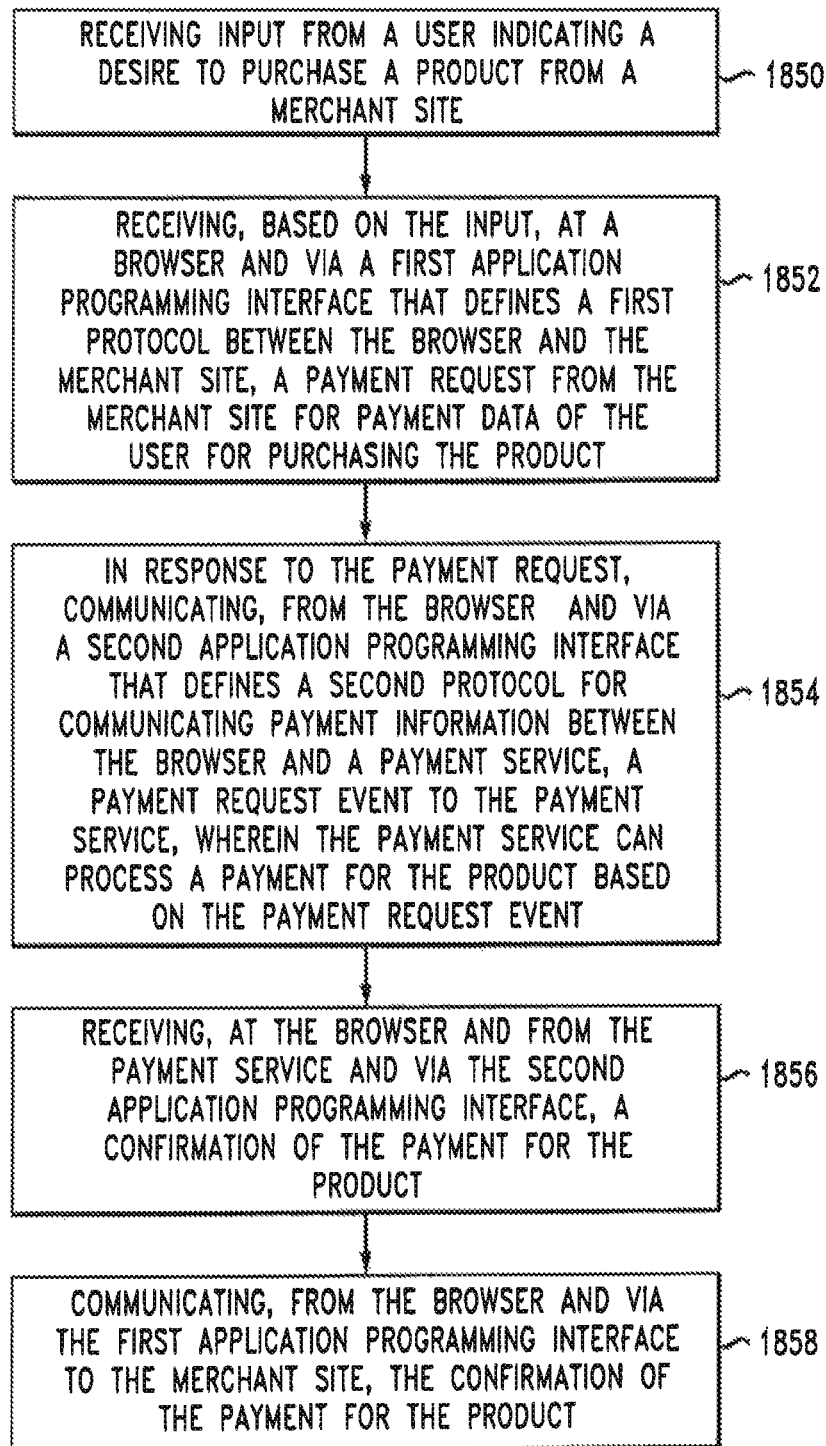 RECEIVING INPUT FROM A USER INDICATING A
DESIRE TO PURCHASE A PRODUCT FROM A
MERCHANT SITE
1850
RECEIVING, BASED ON THE INPUT, AT A
BROWSER AND VIA A FIRST APPLICATION
PROGRAMMING INTERFACE THAT DEFINES A FIRST
PROTOCOL BETWEEN THE BROWSER AND THE
MERCHANT SITE, A PAYMENT REQUEST FROM THE
MERCHANT SITE FOR PAYMENT DATA OF THE
USER FOR PURCHASING THE PRODUCT
1852
IN RESPONSE TO THE PAYMENT REQUEST,
COMMUNICATING, FROM THE BROWSER AND VIA
A SECOND APPLICATION PROGRAMMING INTERFACE
THAT DEFINES A SECOND PROTOCOL FOR
COMMUNICATING PAYMENT INFORMATION BETWEEN
THE BROWSER AND A PAYMENT SERVICE, A
PAYMENT REQUEST EVENT TO THE PAYMENT
SERVICE, WHEREIN THE PAYMENT SERVICE CAN
PROCESS A PAYMENT FOR THE PRODUCT BASED
ON THE PAYMENT REQUEST EVENT
1854
RECEIVING, AT THE BROWSER AND FROM THE
PAYMENT SERVICE AND VIA THE SECOND
APPLICATION PROGRAMMING INTERFACE, A
CONFIRMATION OF THE PAYMENT FOR THE
PRODUCT
1856
COMMUNICATING, FROM THE BROWSER AND VIA
THE FIRST APPLICATION PROGRAMMING INTERFACE
TO THE MERCHANT SITE, THE CONFIRMATION OF
THE PAYMENT FOR THE PRODUCT
1858